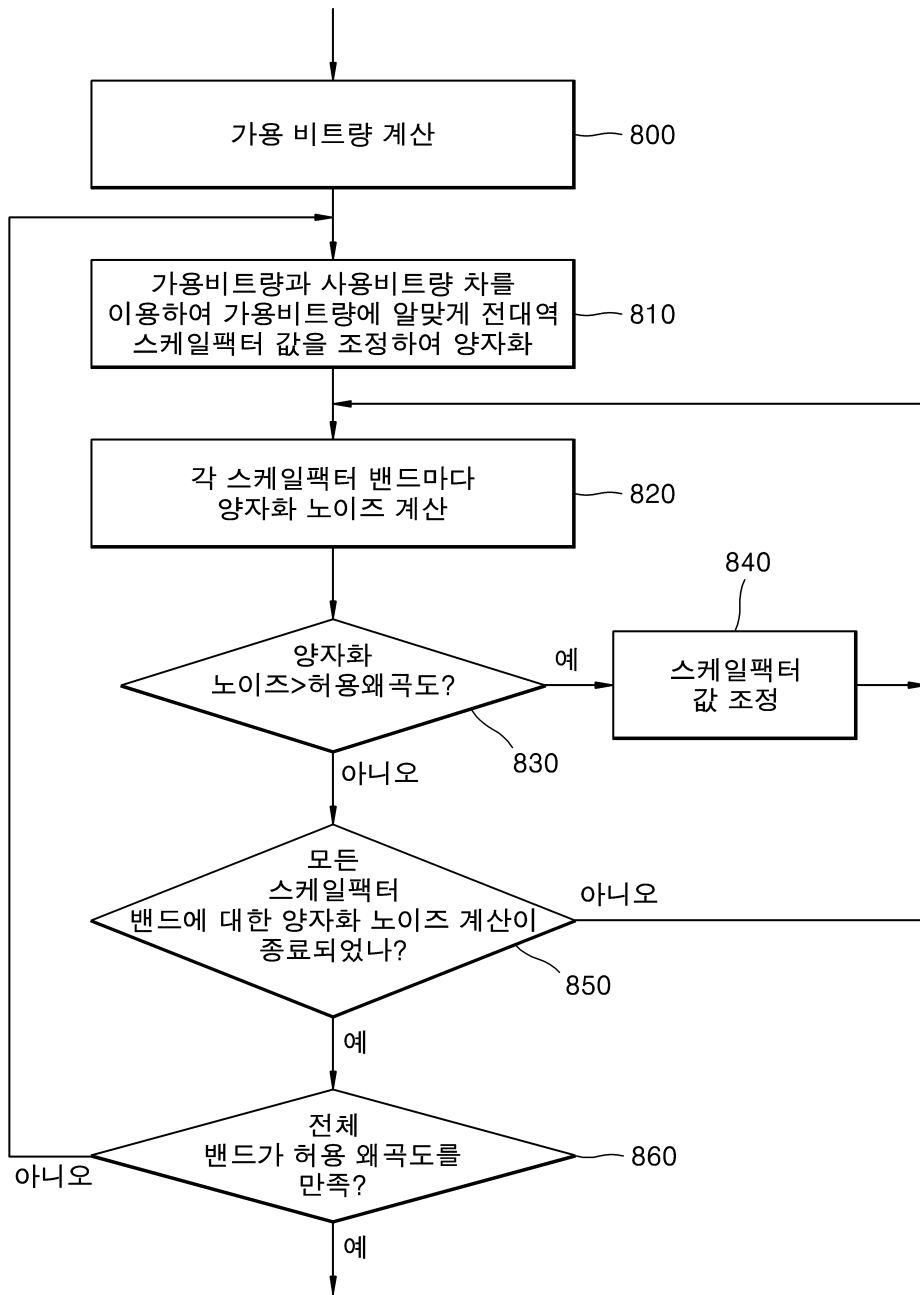 가용 비트량 계산
800
가용비트량과 사용비트량 차를
이용하여 가용비트량에 알맞게 전대역
스케일팩터 값을 조정하여 양자화
810
각 스케일팩터 밴드마다
양자화 노이즈 계산
820
840
양자화
노이즈>허용왜곡도?
예
스케일팩터
값 조정
830
아니오
모든
스케일팩터
밴드에 대한 양자화 노이즈 계산이
종료되었나?
아니오
850
예
전체
밴드가 허용 왜곡도를
만족?
860
아니오
예